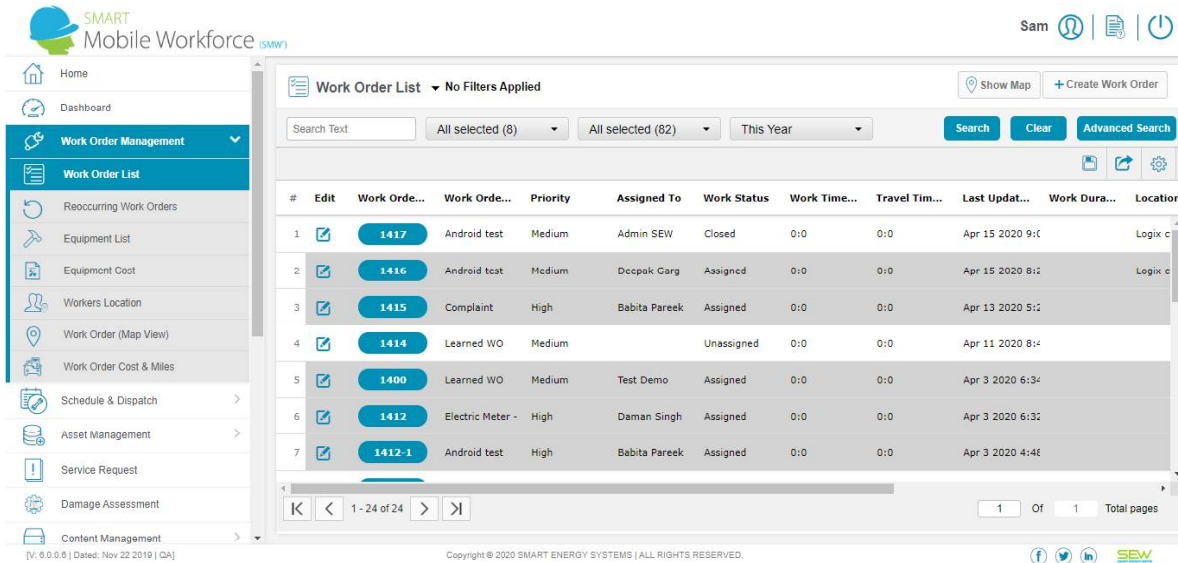 SMART
Mobile Workforce (SMW®)
Sam
Home
Dashboard
Work Order Management
Work Order List
Reoccurring Work Orders
Equipment List
Equipment Cost
Workers Location
Work Order (Map View)
Work Order Cost & Miles
Schedule & Dispatch
Asset Management
Service Request
Damage Assessment
Content Management
Work Order List No Filters Applied Show Map + Create Work Order
Search Text All selected (8) All selected (82) This Year Search Clear Advanced Search
# Edit Work Orde... Work Orde... Priority Assigned To Work Status Work Time... Travel Tim... Last Updat... Work Dura... Location
1 1417 Android test Medium Admin SEW Closed 0:0 0:0 Apr 15 2020 9:0 Logix c
2 1416 Android test Medium Deepak Garg Assigned 0:0 0:0 Apr 15 2020 8:2 Logix c
3 1415 Complaint High Babita Pareek Assigned 0:0 0:0 Apr 13 2020 5:2
4 1414 Learned WO Medium Unassigned 0:0 0:0 Apr 11 2020 8:4
5 1400 Learned WO Medium Test Demo Assigned 0:0 0:0 Apr 3 2020 6:34
6 1412 Electric Meter - High Daman Singh Assigned 0:0 0:0 Apr 3 2020 6:32
7 1412-1 Android test High Babita Pareek Assigned 0:0 0:0 Apr 3 2020 4:48
1 - 24 of 24 1 Of 1 Total pages
[V: 6.0.0.6 | Dated: Nov 22 2019 | QA] Copyright © 2020 SMART ENERGY SYSTEMS | ALL RIGHTS RESERVED. SEW